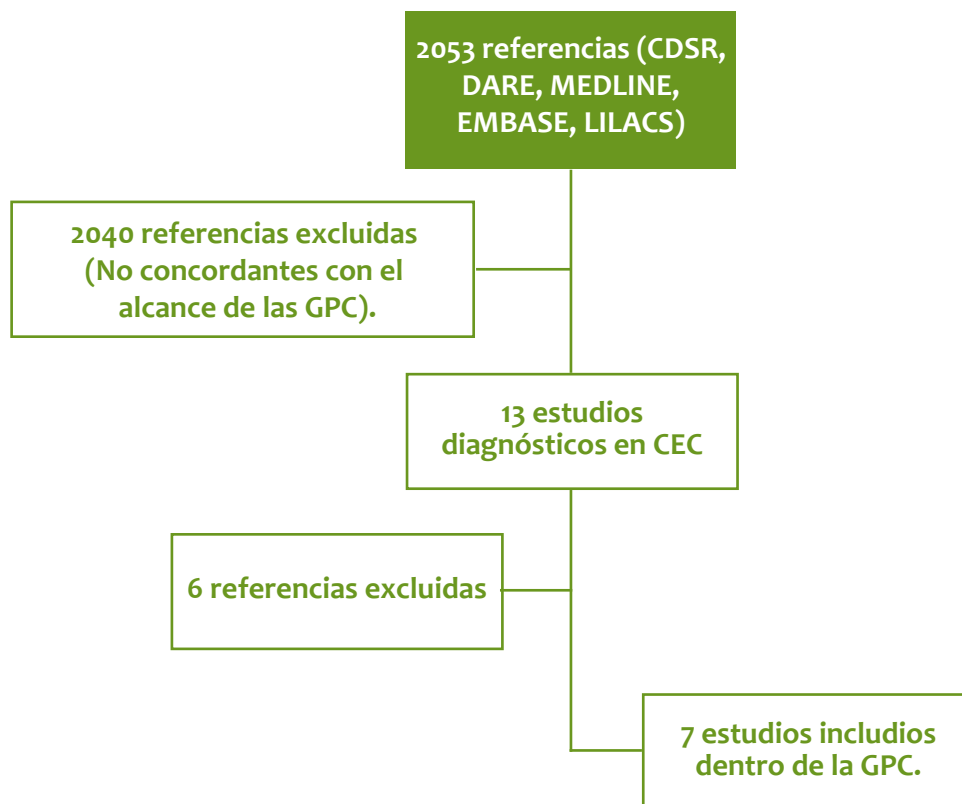 2053 referencias (CDSR,
DARE, MEDLINE,
EMBASE, LILACS)
2040 referencias excluidas
(No concordantes con el
alcance de las GPC).
13 estudios
diagnósticos en CEC
6 referencias excluidas
7 estudios includios
dentro de la GPC.